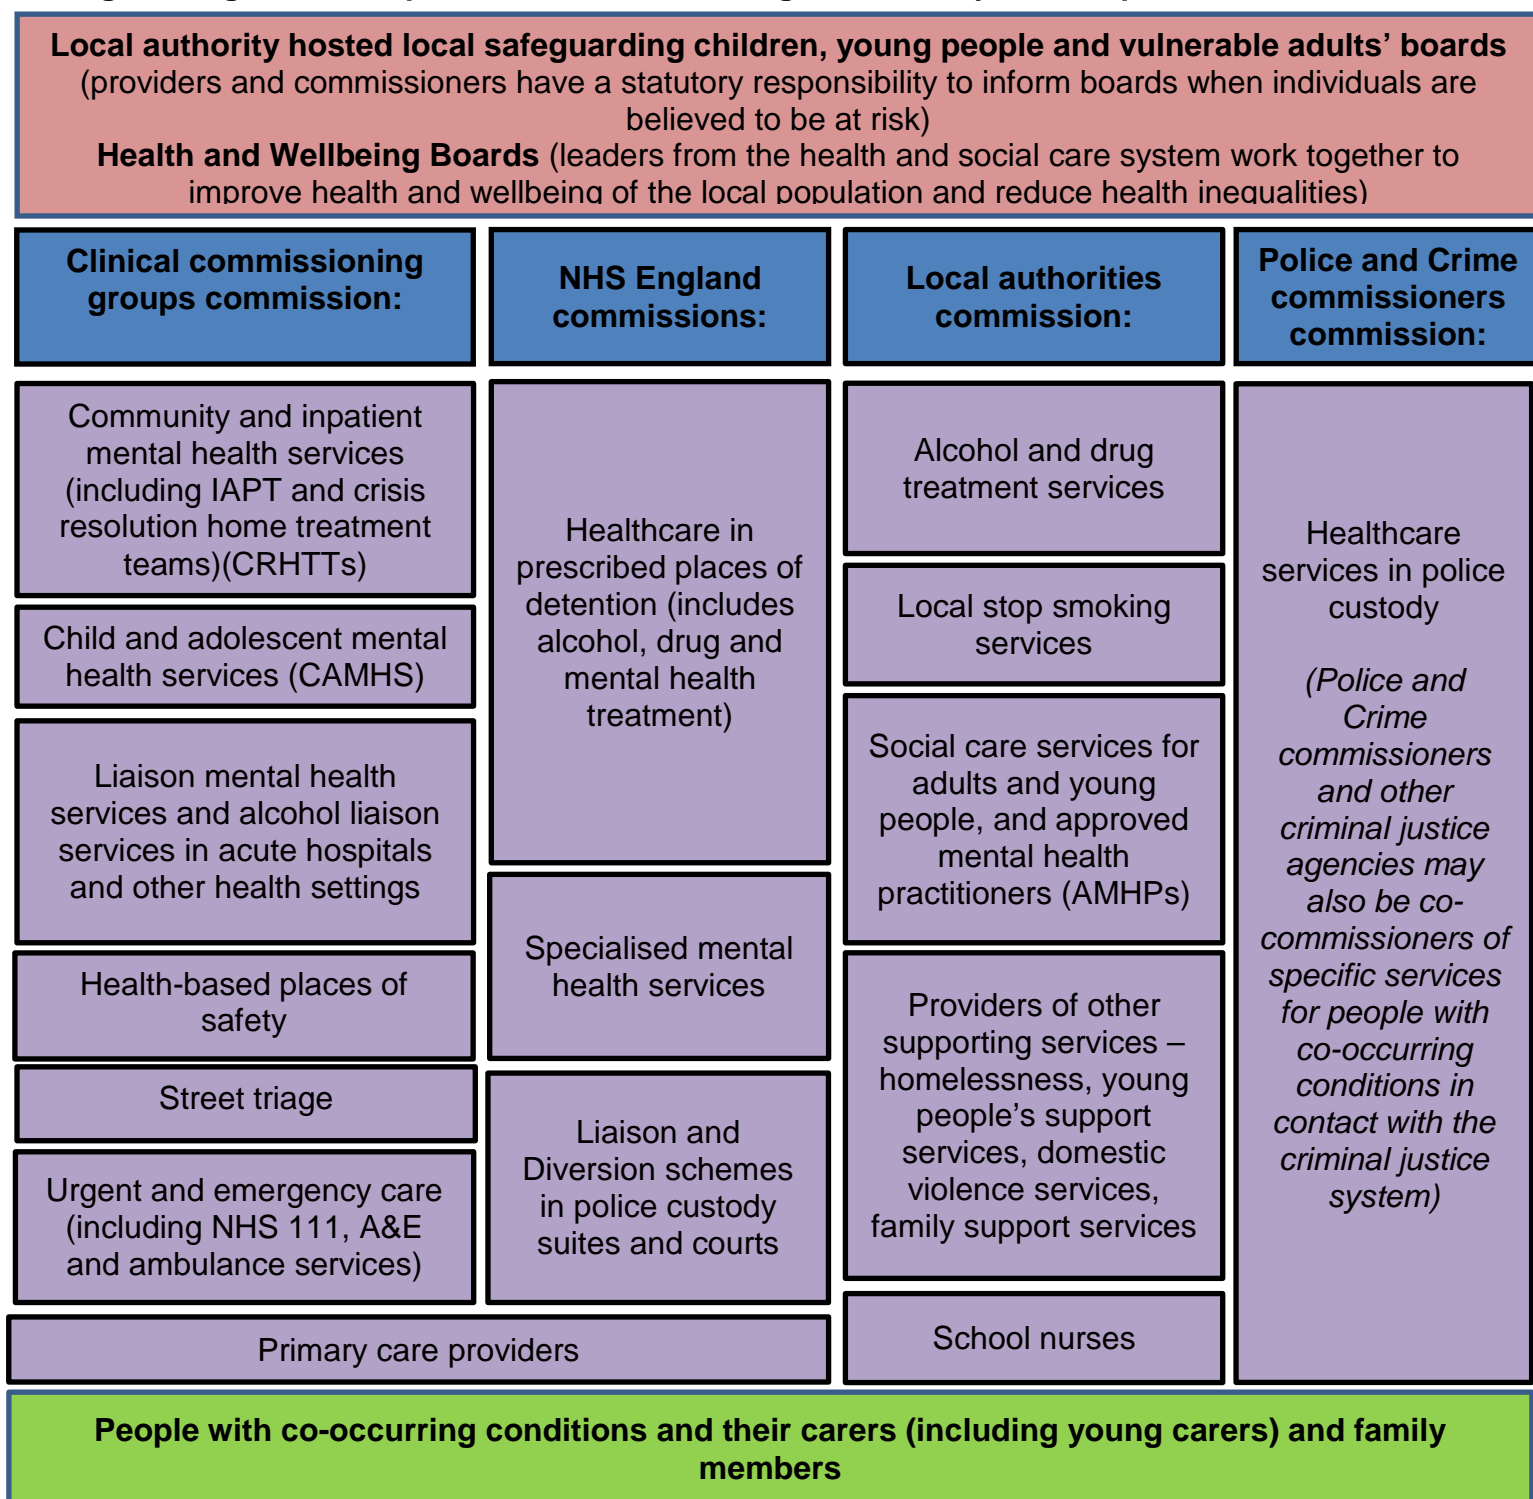 Local authority hosted local safeguarding children, young people and vulnerable adults’ boards
(providers and commissioners have a statutory responsibility to inform boards when individuals are
believed to be at risk)
Health and Wellbeing Boards (leaders from the health and social care system work together to
improve health and wellbeing of the local population and reduce health inequalities)
Clinical commissioning
groups commission:
NHS England
commissions:
Local authorities
commission:
Police and Crime
commissioners
commission:
Community and inpatient
mental health services
(including IAPT and crisis
resolution home treatment
teams)(CRHTTs)
Child and adolescent mental
health services (CAMHS)
Liaison mental health
services and alcohol liaison
services in acute hospitals
and other health settings
Health-based places of
safety
Street triage
Urgent and emergency care
(including NHS 111, A&E
and ambulance services)
Healthcare in
prescribed places of
detention (includes
alcohol, drug and
mental health
treatment)
Specialised mental
health services
Liaison and
Diversion schemes
in police custody
suites and courts
Primary care providers
Alcohol and drug
treatment services
Local stop smoking
services
Social care services for
adults and young
people, and approved
mental health
practitioners (AMHPs)
Providers of other
supporting services –
homelessness, young
people’s support
services, domestic
violence services,
family support services
School nurses
Healthcare
services in police
custody
(Police and
Crime
commissioners
and other
criminal justice
agencies may
also be co-
commissioners of
specific services
for people with
co-occurring
conditions in
contact with the
criminal justice
system)
People with co-occurring conditions and their carers (including young carers) and family
members